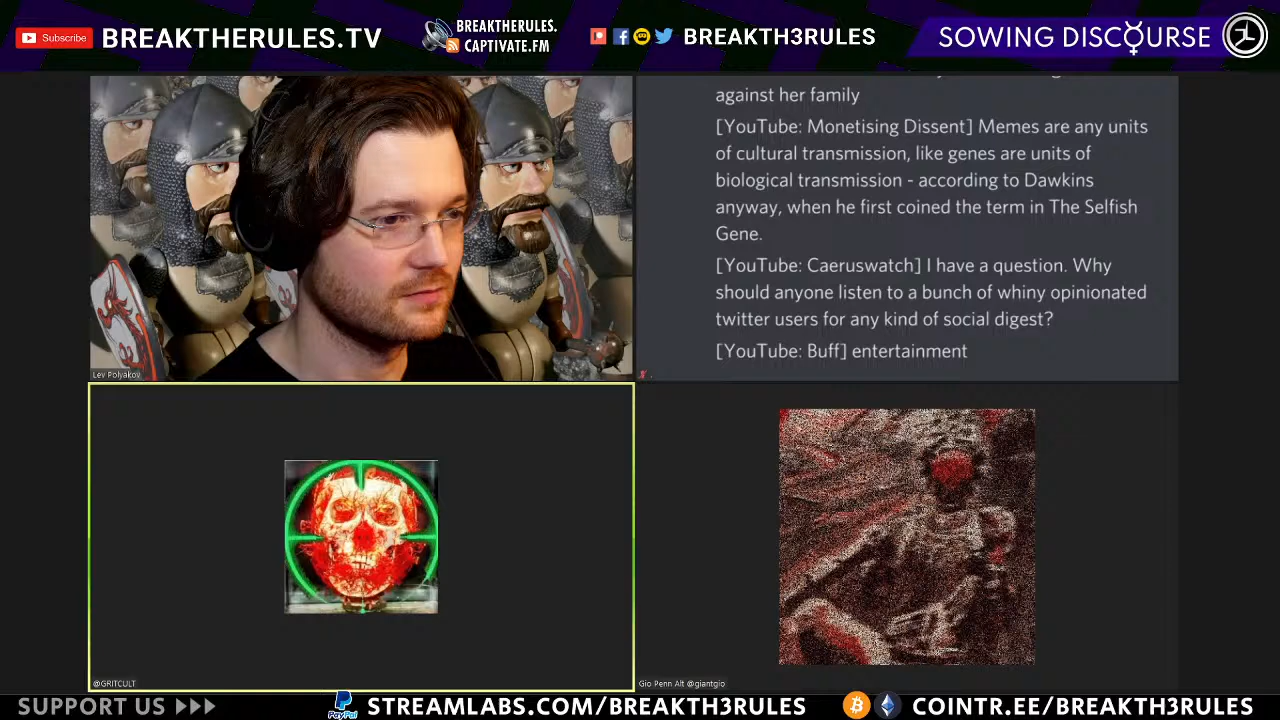 Subscribe
BREAKTHERULES.TV
BREAKTHERULES.
CAPTIVATE.FM
BREAKTH3RULES
SOWING DISCOURSE
against her family
[YouTube: Monetising Dissent] Memes are any units
of cultural transmission, like genes are units of
biological transmission - according to Dawkins
anyway, when he first coined the term in The Selfish
Gene.
[YouTube: Caeruswatch] I have a question. Why
should anyone listen to a bunch of whiny opinionated
twitter users for any kind of social digest?
[YouTube: Buff] entertainment
Lev Polyakov
@GRITCULT
Gio Penn Alt @giantgio
SUPPORT US
PayPal
STREAMLABS.COM/BREAKTH3RULES
COINTR.EE/BREAKTH3RULES